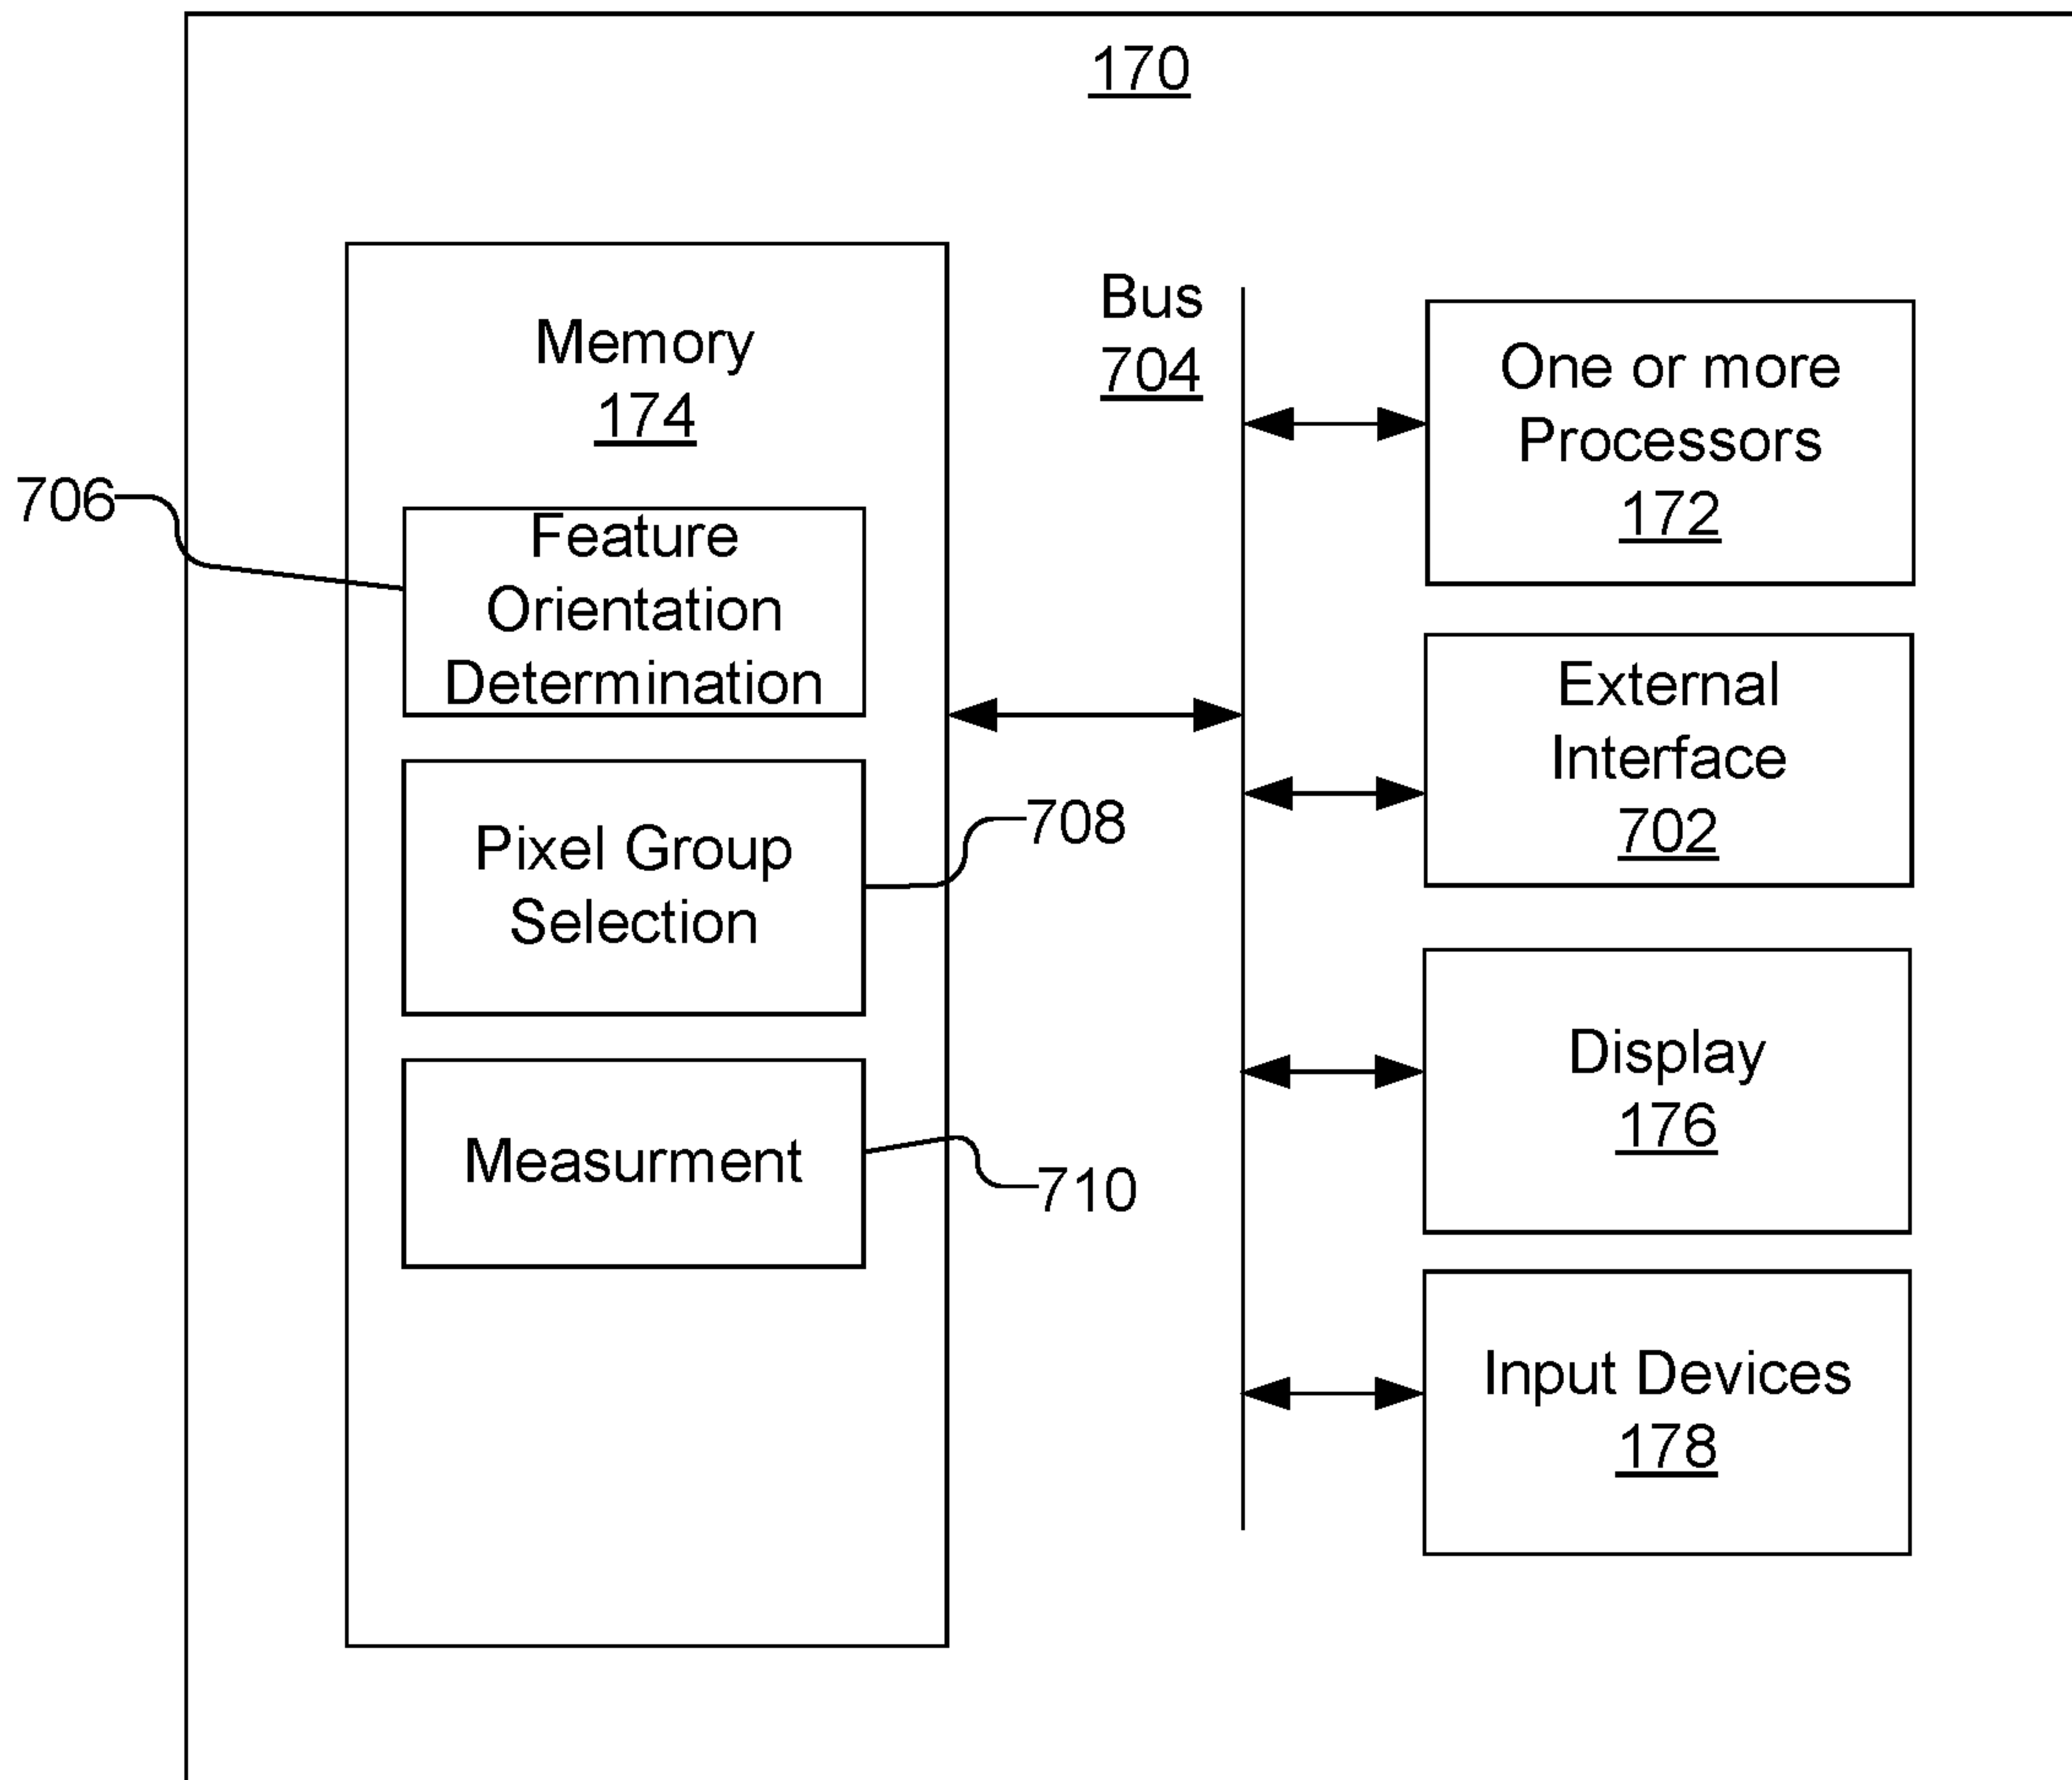 170
Memory
174
706
Feature
Orientation
Determination
Pixel Group
Selection
708
Measurment
710
Bus
704
One or more
Processors
172
External
Interface
702
Display
176
Input Devices
178